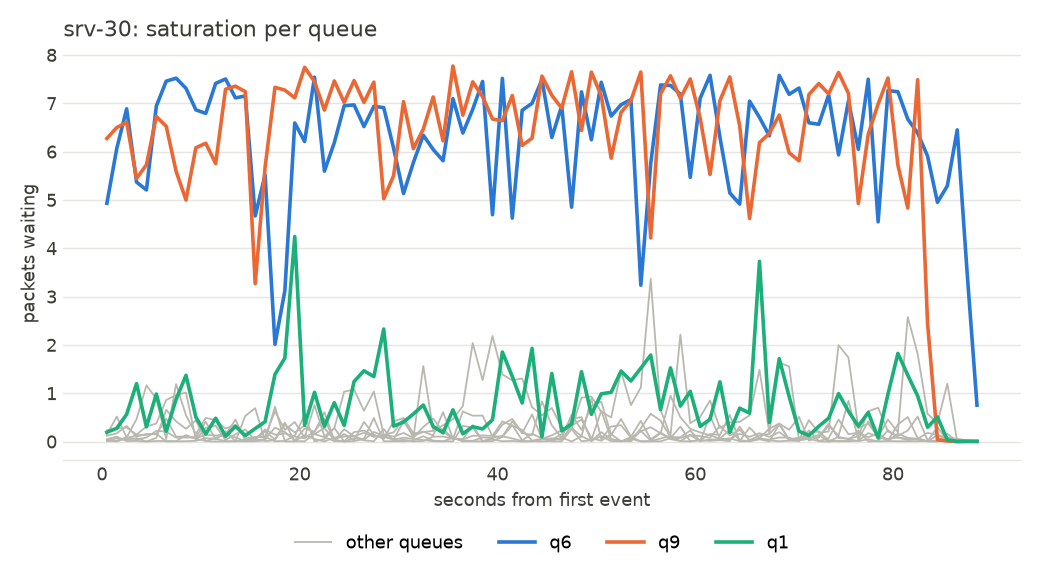 srv-30: saturation per queue
packets waiting
8
7
6
5
4
3
2
1
0
0 20 40 60 80
seconds from first event
other queues q6 q9 q1